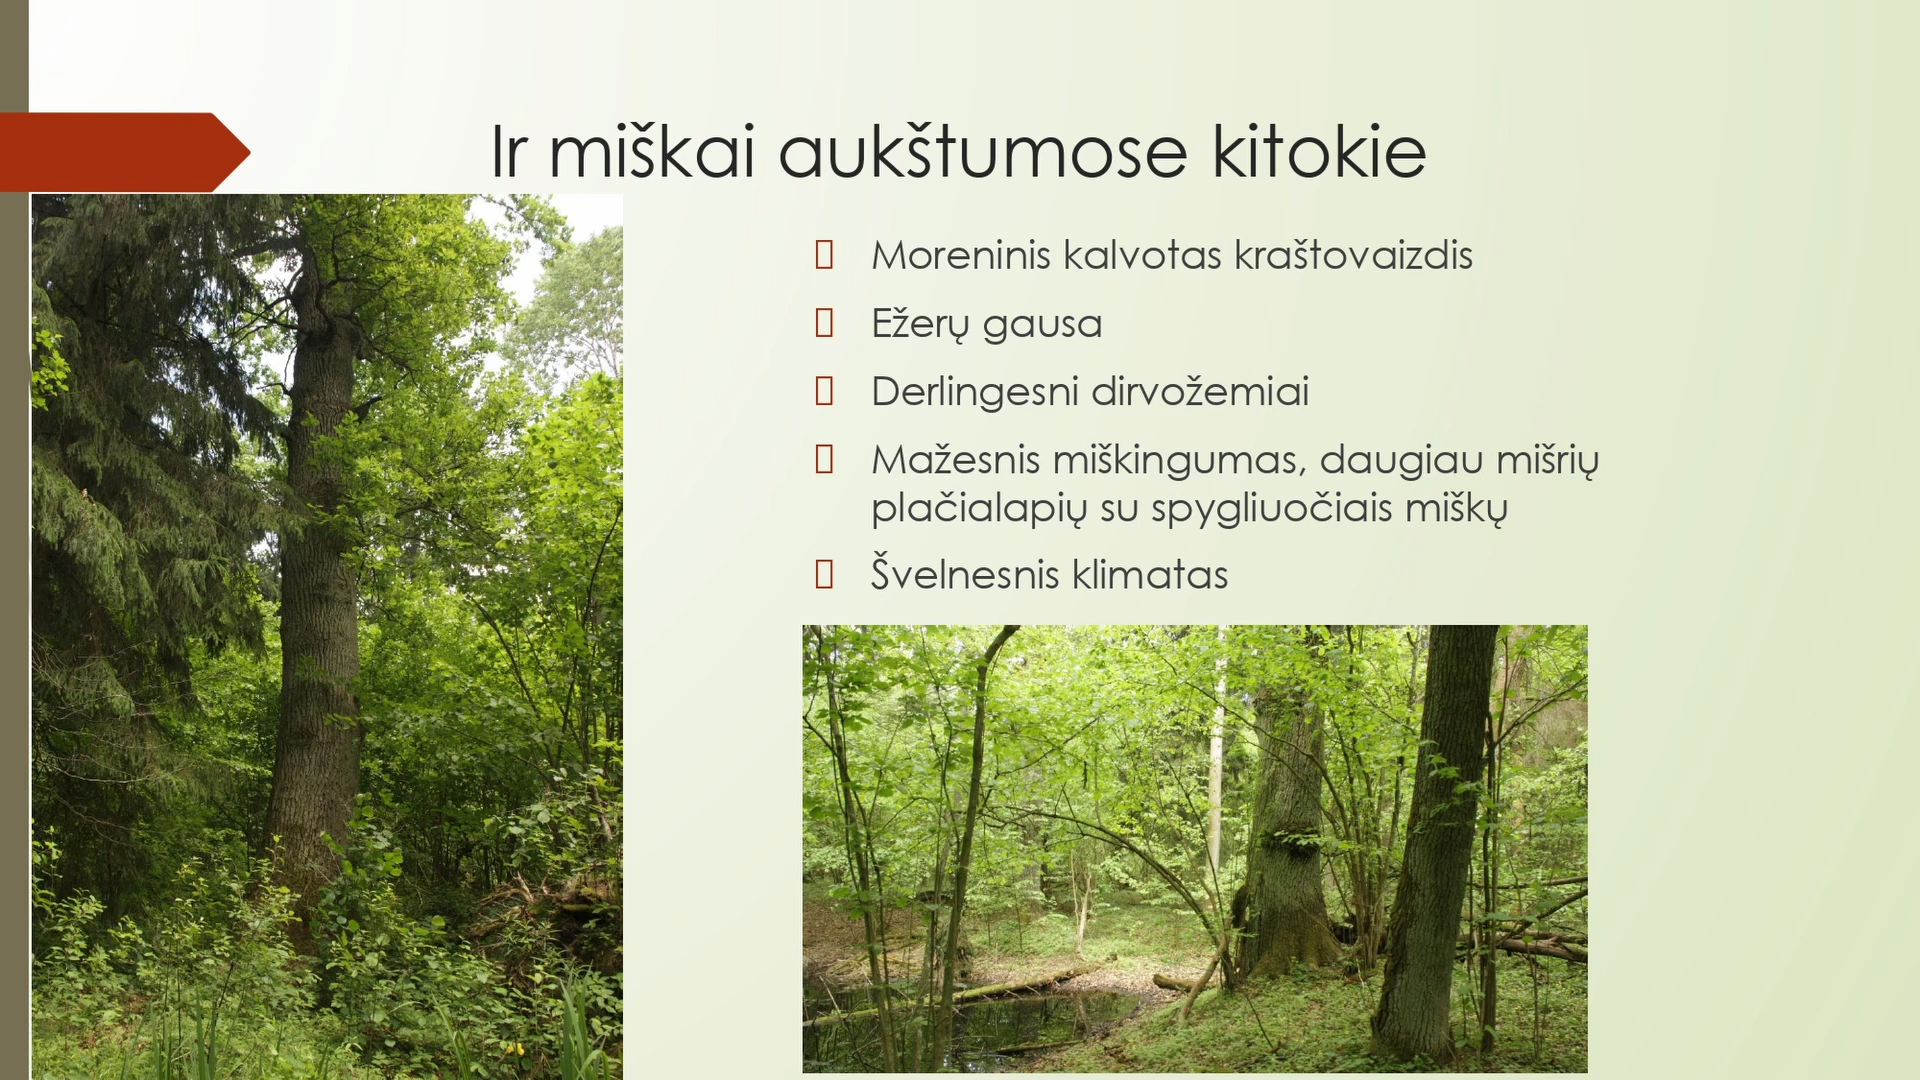 Ir miškai aukštumose kitokie
Moreninis kalvotas kraštovaizdis
Ežerų gausa
Derlingesni dirvožemiai
Mažesnis miškingumas, daugiau mišrių
plačialapių su spygliuočiais miškų
Švelnesnis klimatas